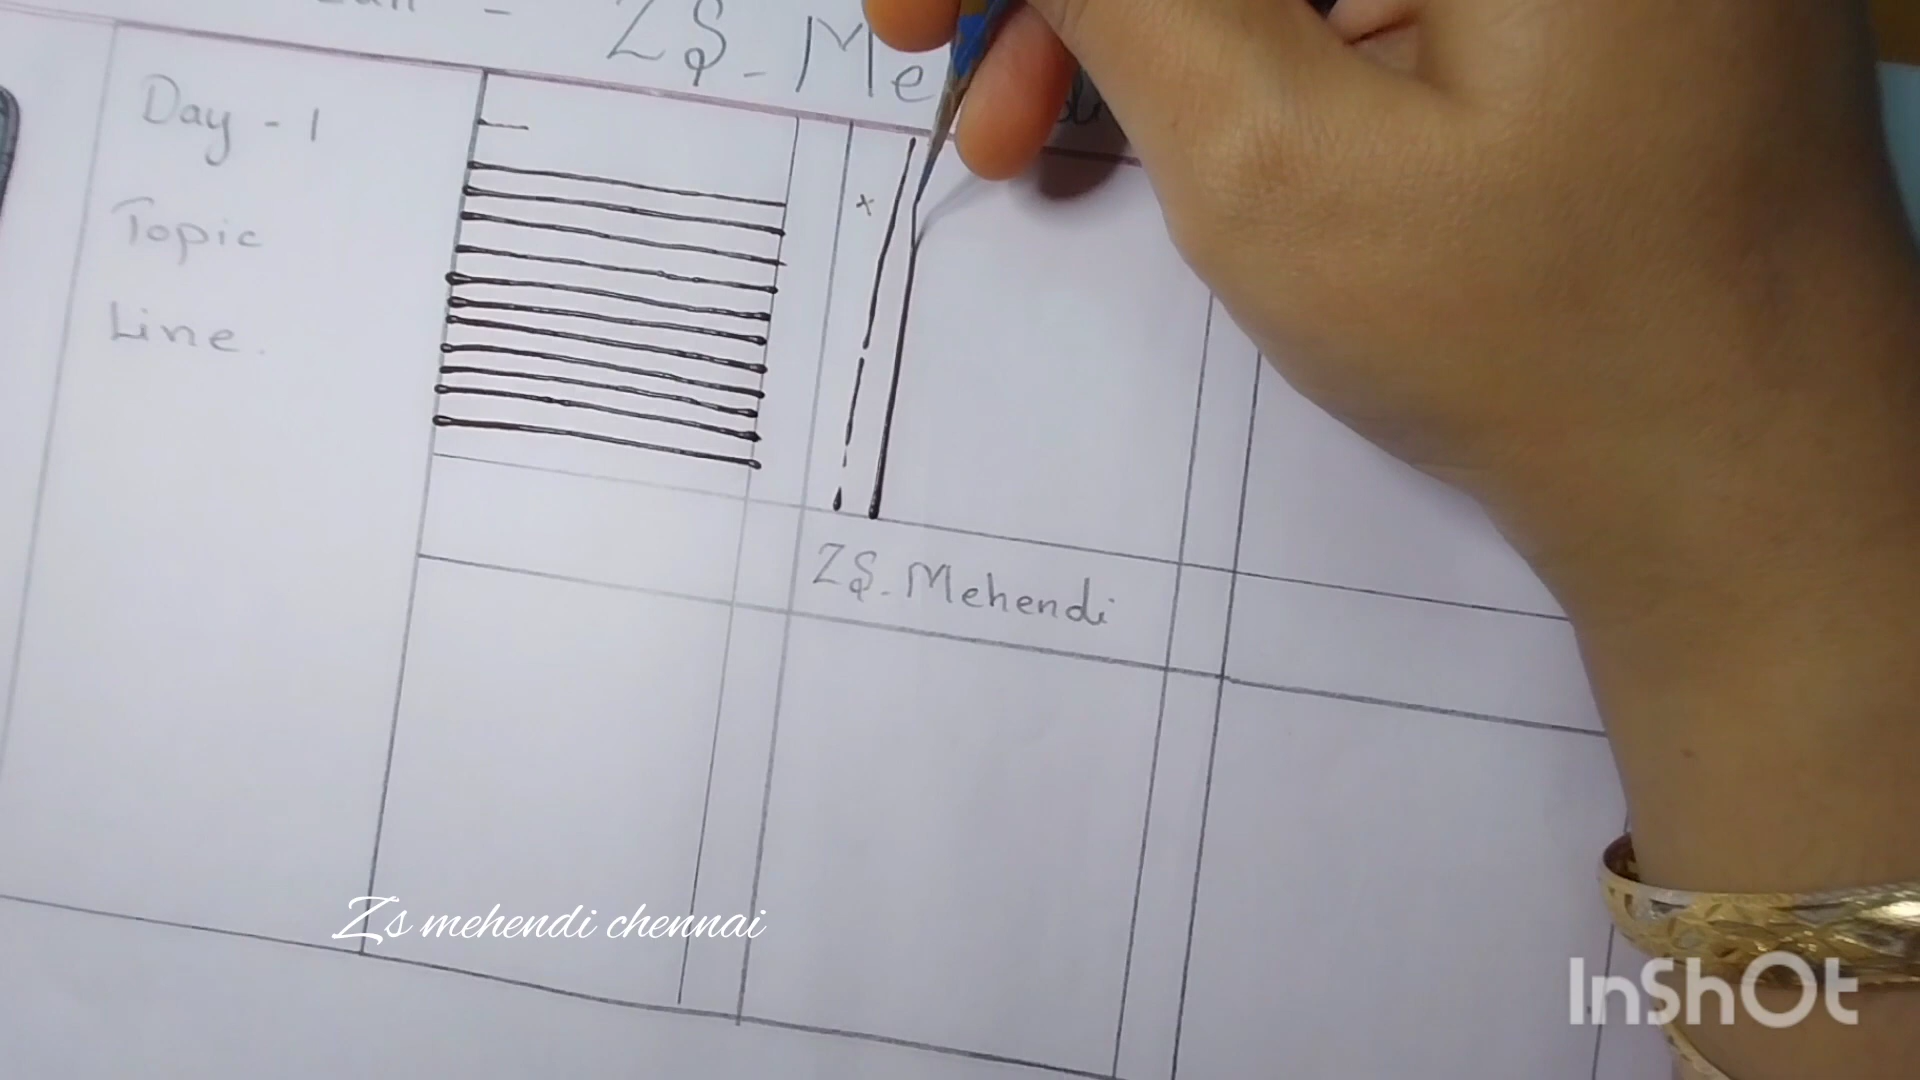 ZS-Me
Day - 1
Topic
Line.
x
ZS.Mehendi
Zs mehendi chennai
InShOt